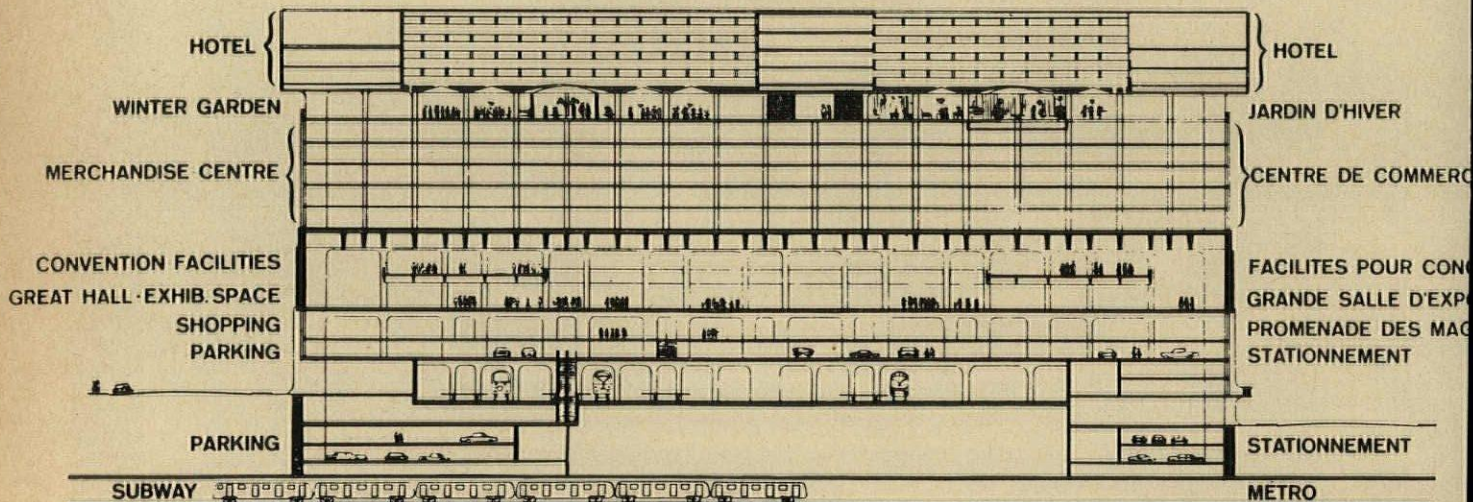 HOTEL
WINTER GARDEN
MERCHANDISE CENTRE
CONVENTION FACILITIES
GREAT HALL·EXHIB. SPACE
SHOPPING
PARKING
PARKING
SUBWAY
HOTEL
JARDIN D'HIVER
CENTRE DE COMMERC
FACILITES POUR CON
GRANDE SALLE D'EXP
PROMENADE DES MAG
STATIONNEMENT
STATIONNEMENT
MÉTRO